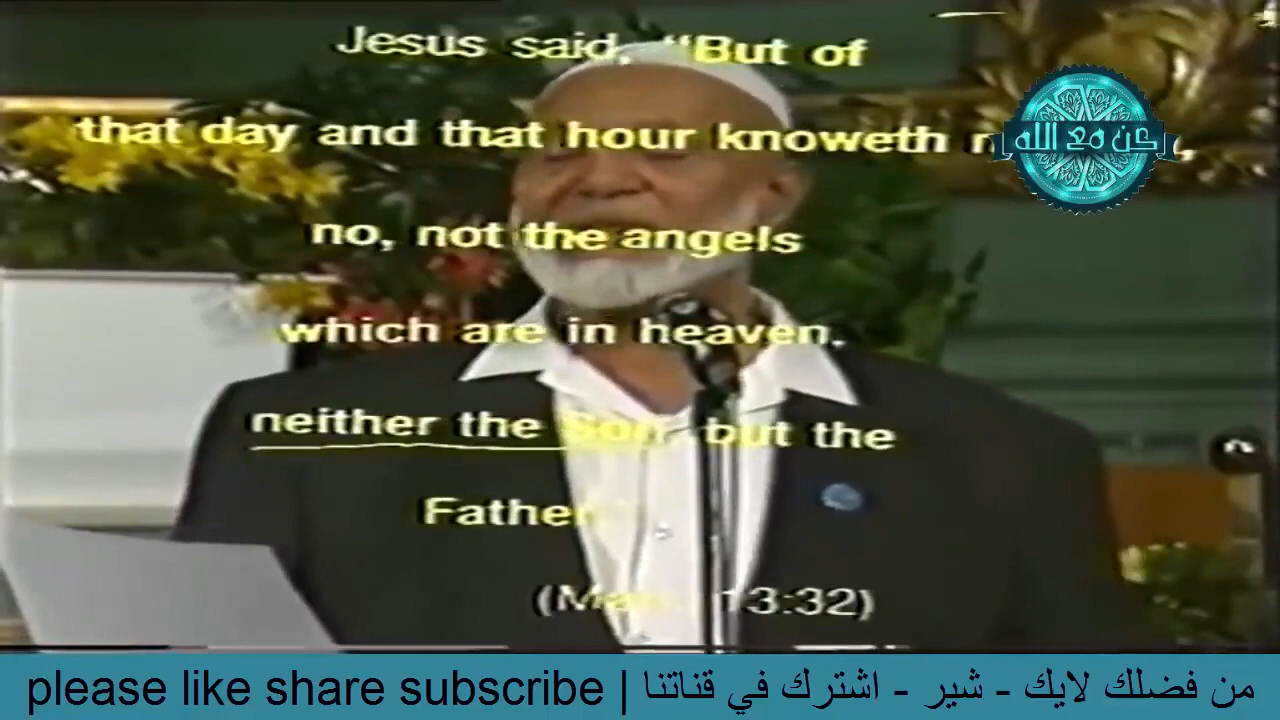 Jesus said, "But of
that day and that hour knoweth
no, not the angels
which are in heaven,
neither the Son, but the
Father
13:32)
كن مع الله
please like share subscribe | من فضلك لايك - شير - اشترك في قناتنا